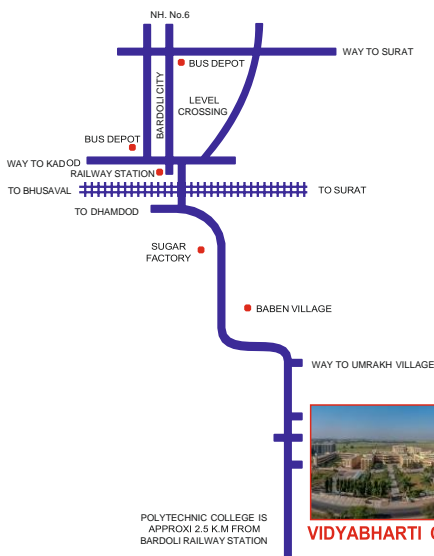 NH. No.6
WAY TO SURAT
BUS DEPOT
BARDOLI CITY
LEVEL
CROSSING
BUS DEPOT
WAY TO KADOD
RAILWAY STATION
TO BHUSAVAL
TO SURAT
TO DHAMDOD
SUGAR
FACTORY
BABEN VILLAGE
WAY TO UMRAKH VILLAGE
POLYTECHNIC COLLEGE IS
APPROXI 2.5 K.M FROM
BARDOLI RAILWAY STATION
VIDYABHARTI